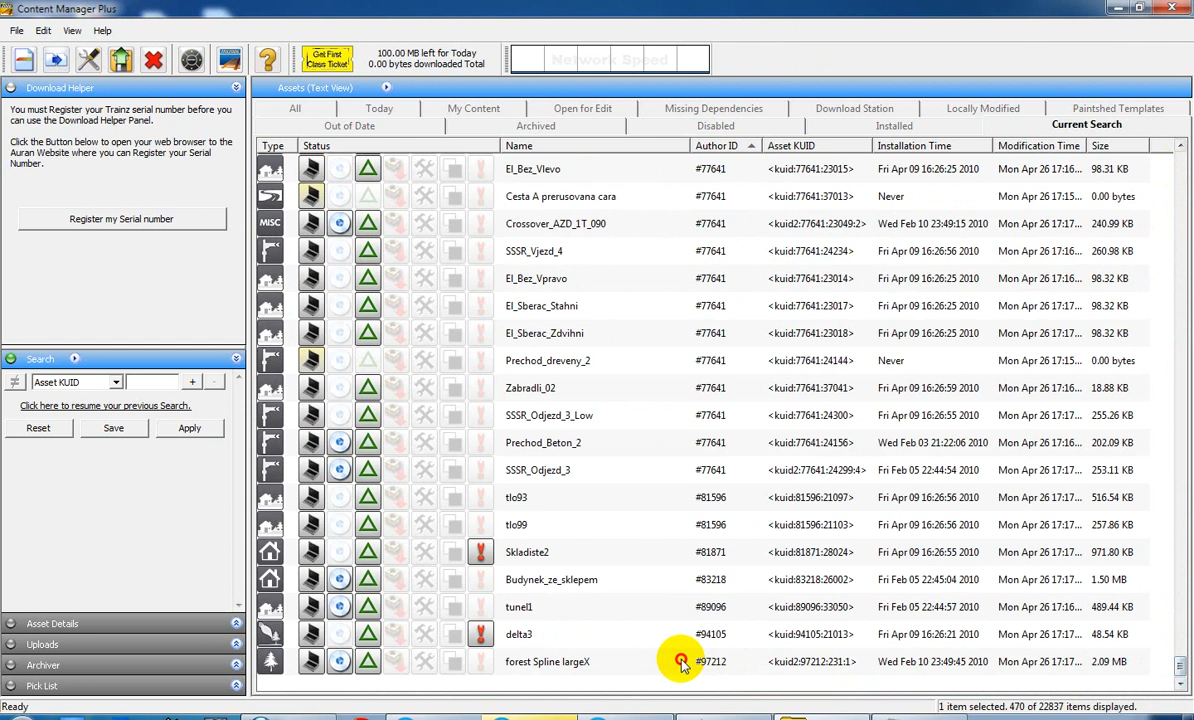 Content Manager Plus
File Edit View Help
Get First Class Ticket
100.00 MB left for Today
0.00 bytes downloaded Total
Network Speed
Download Helper
You must Register your Trainz serial number before you can use the Download Helper Panel.
Click the Button below to open your web browser to the Auran Website where you can Register your Serial Number.
Register my Serial number
Search
Asset KUID + -
Click here to resume your previous Search.
Reset Save Apply
Asset Details
Uploads
Archiver
Pick List
Ready
Assets (Text View)
All Today My Content Open for Edit Missing Dependencies Download Station Locally Modified Paintshed Templates
Out of Date Archived Disabled Installed Current Search
Type Status Name Author ID Asset KUID Installation Time Modification Time Size
El_Bez_Vlevo #77641 <kuid:77641:23015> Fri Apr 09 16:26:25 2010 Mon Apr 26 17:16... 98.31 KB
Cesta A prerusovana cara #77641 <kuid:77641:37013> Never Mon Apr 26 17:15... 0.00 bytes
MISC Crossover_AZD_1T_090 #77641 <kuid2:77641:23049:2> Wed Feb 10 23:49:15 2010 Mon Apr 26 17:16... 240.99 KB
SSSR_Vjezd_4 #77641 <kuid:77641:24234> Fri Apr 09 16:26:56 2010 Mon Apr 26 17:17... 260.98 KB
El_Bez_Vpravo #77641 <kuid:77641:23014> Fri Apr 09 16:26:25 2010 Mon Apr 26 17:16... 98.32 KB
El_Sberac_Stahni #77641 <kuid:77641:23017> Fri Apr 09 16:26:25 2010 Mon Apr 26 17:16... 98.32 KB
El_Sberac_Zdvihni #77641 <kuid:77641:23016> Fri Apr 09 16:26:25 2010 Mon Apr 26 17:16... 98.32 KB
Prechod_dreveny_2 #77641 <kuid:77641:24144> Never Mon Apr 26 17:15... 0.00 bytes
Zabradli_02 #77641 <kuid:77641:37041> Fri Apr 09 16:26:59 2010 Mon Apr 26 17:17... 18.88 KB
SSSR_Odjezd_3_Low #77641 <kuid:77641:24300> Fri Apr 09 16:26:55 2010 Mon Apr 26 17:17... 255.26 KB
Prechod_Beton_2 #77641 <kuid:77641:24156> Wed Feb 03 21:22:06 2010 Mon Apr 26 17:17... 202.09 KB
SSSR_Odjezd_3 #77641 <kuid2:77641:24299:4> Fri Feb 05 22:44:54 2010 Mon Apr 26 17:17... 253.11 KB
tlo93 #81596 <kuid:81596:21097> Fri Apr 09 16:26:59 2010 Mon Apr 26 17:17... 516.54 KB
tlo99 #81596 <kuid:81596:21103> Fri Apr 09 16:26:59 2010 Mon Apr 26 17:17... 257.86 KB
Skladiste2 #81871 <kuid:81871:28024> Fri Apr 09 16:26:55 2010 Mon Apr 26 17:17... 971.80 KB
Budynek_ze_sklepem #83218 <kuid:83218:26002> Fri Feb 05 22:45:04 2010 Mon Apr 26 17:16... 1.50 MB
tunel1 #89096 <kuid:89096:33050> Fri Feb 05 22:44:57 2010 Mon Apr 26 17:17... 489.44 KB
delta3 #94105 <kuid:94105:21013> Fri Apr 09 16:26:21 2010 Mon Apr 26 17:16... 48.54 KB
forest Spline largeX #97212 <kuid2:97212:231:1> Wed Feb 10 23:49:45 2010 Mon Apr 26 17:16... 2.09 MB
1 item selected. 470 of 22837 items displayed.